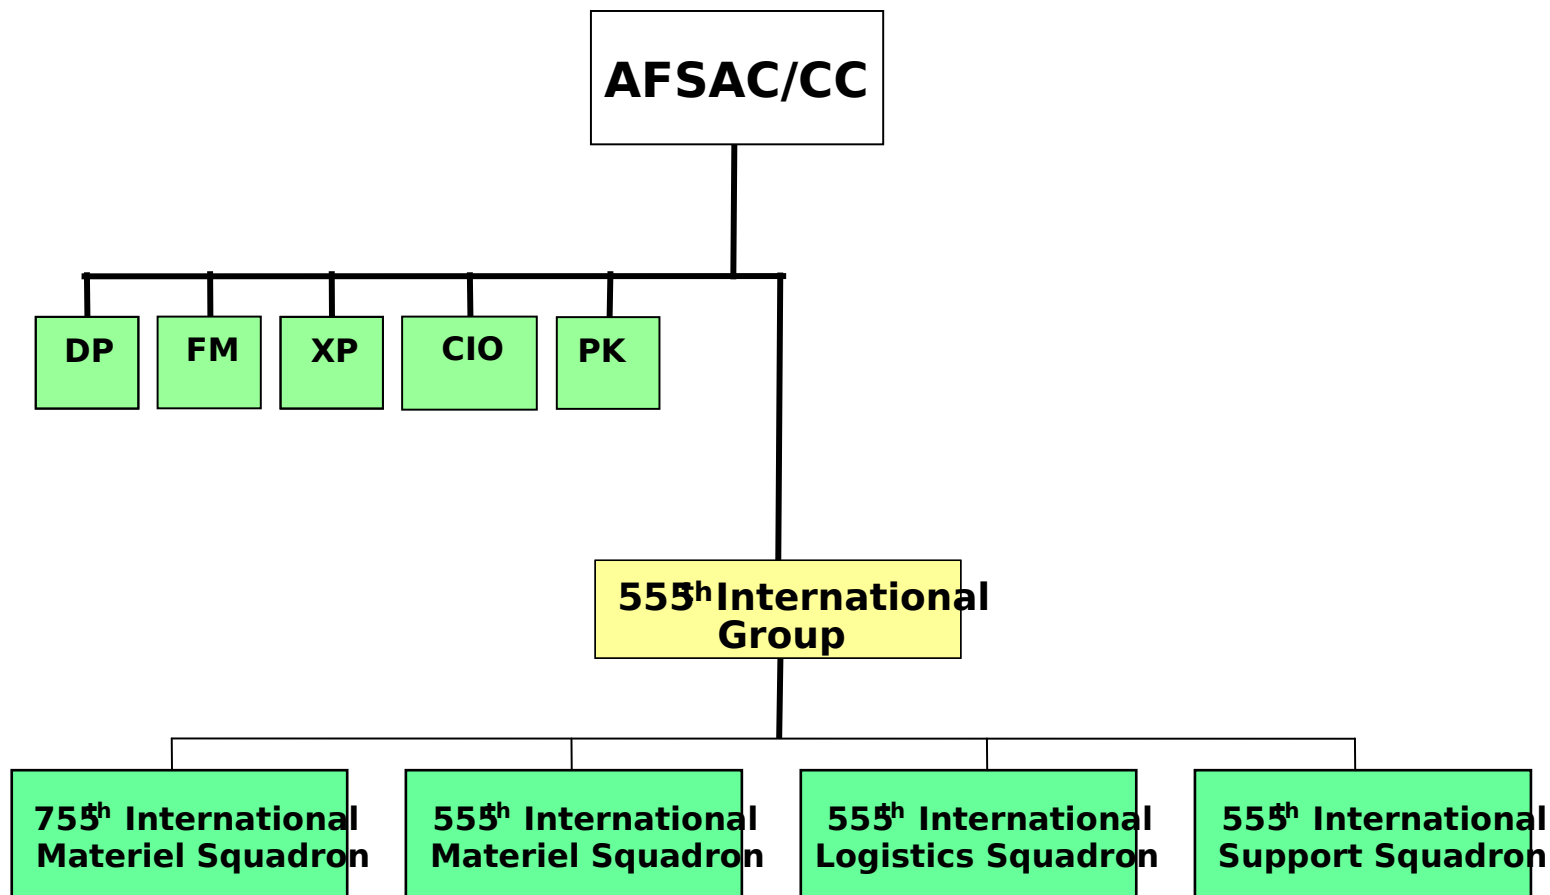 AFSAC/CC
DP FM XP CIO PK
555th International
Group
755th International
Materiel Squadron
555th International
Materiel Squadron
555th International
Logistics Squadron
555th International
Support Squadron